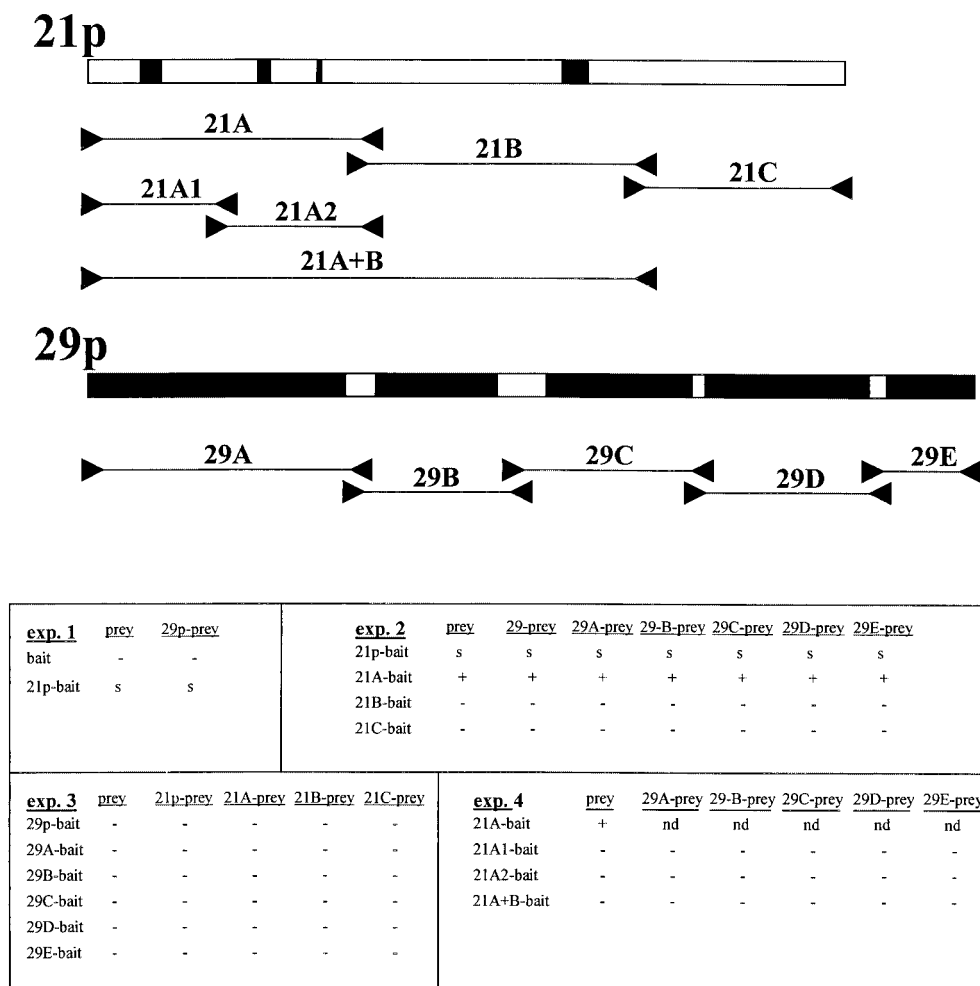 21p
21A
21B
21C
21A1
21A2
21A+B
29p
29A
29B
29C
29D
29E
exp. 1 prey 29p-prey
bait - -
21p-bait s s
exp. 2 prey 29-prey 29A-prey 29-B-prey 29C-prey 29D-prey 29E-prey
21p-bait s s s s s s s
21A-bait + + + + + + +
21B-bait - - - - - - -
21C-bait - - - - - - -
exp. 3 prey 21p-prey 21A-prey 21B-prey 21C-prey
29p-bait - - - - -
29A-bait - - - - -
29B-bait - - - - -
29C-bait - - - - -
29D-bait - - - - -
29E-bait - - - - -
exp. 4 prey 29A-prey 29-B-prey 29C-prey 29D-prey 29E-prey
21A-bait + nd nd nd nd nd
21A1-bait - - - - - -
21A2-bait - - - - - -
21A+B-bait - - - - - -